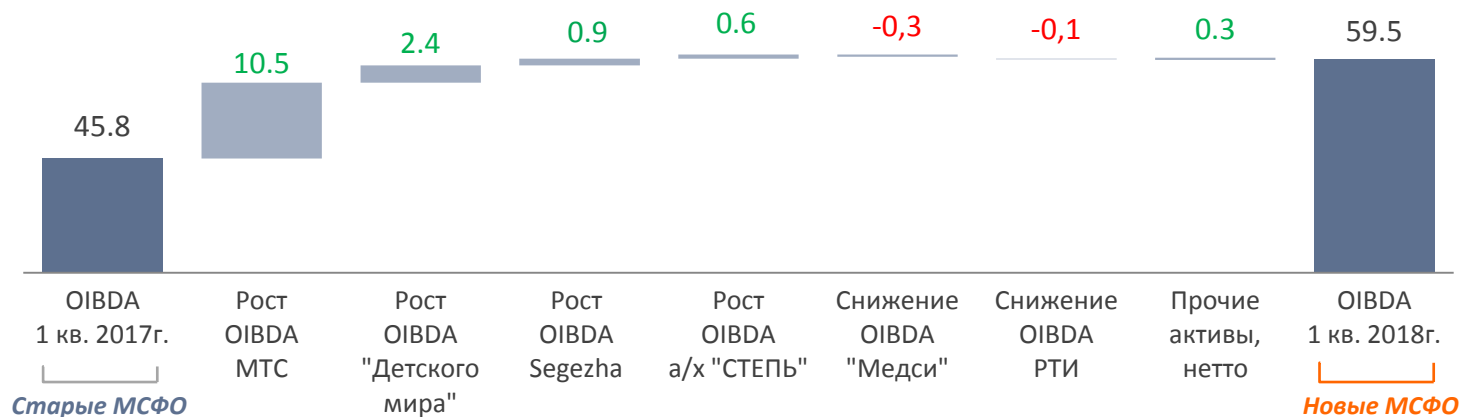 45.8
10.5
2.4
0.9
0.6
-0,3
-0,1
0.3
59.5
OIBDA
1 кв. 2017г.
Рост
OIBDA
МТС
Рост
OIBDA
"Детского
мира"
Рост
OIBDA
Segezha
Рост
OIBDA
а/х "СТЕПЬ"
Снижение
OIBDA
"Медси"
Снижение
OIBDA
РТИ
Прочие
активы,
нетто
OIBDA
1 кв. 2018г.
Старые МСФО
Новые МСФО